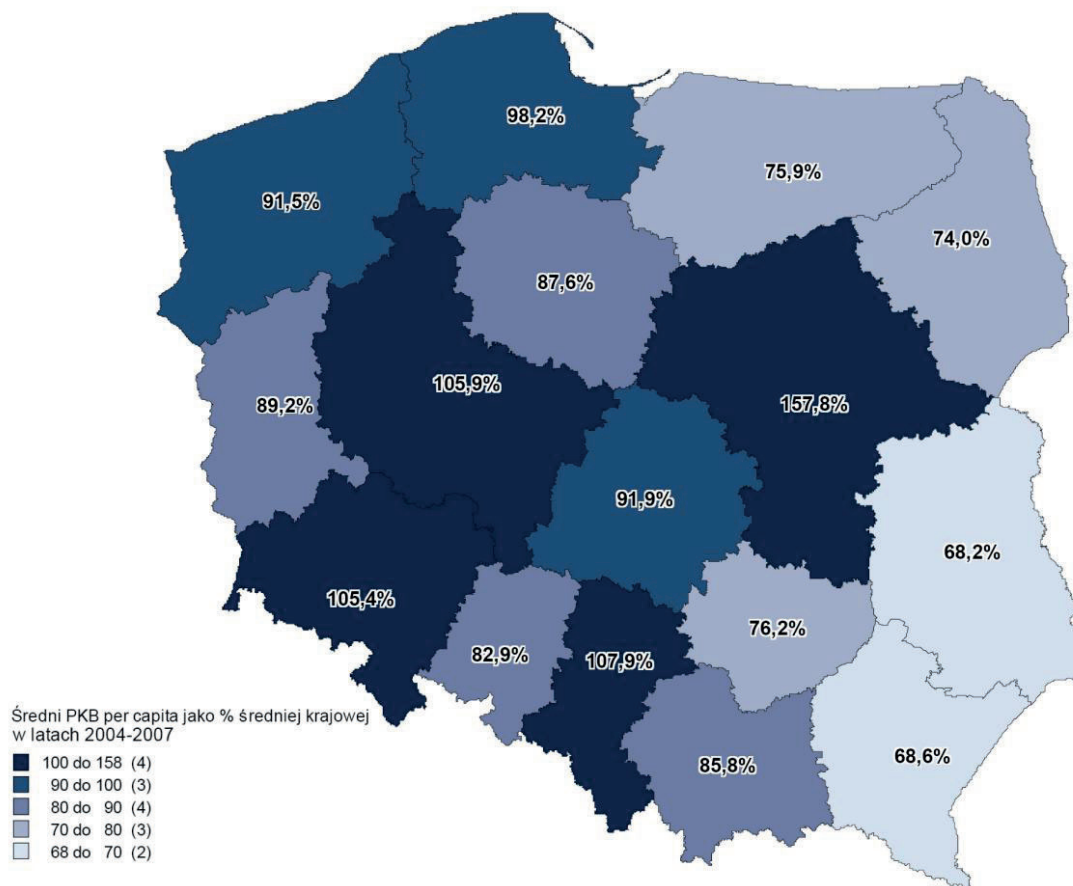 98,2%
75,9%
91,5%
74,0%
87,6%
105,9%
157,8%
89,2%
91,9%
68,2%
105,4%
76,2%
82,9%
107,9%
68,6%
85,8%
Średni PKB per capita jako % średniej krajowej
w latach 2004-2007
100 do 158 (4)
90 do 100 (3)
80 do 90 (4)
70 do 80 (3)
68 do 70 (2)